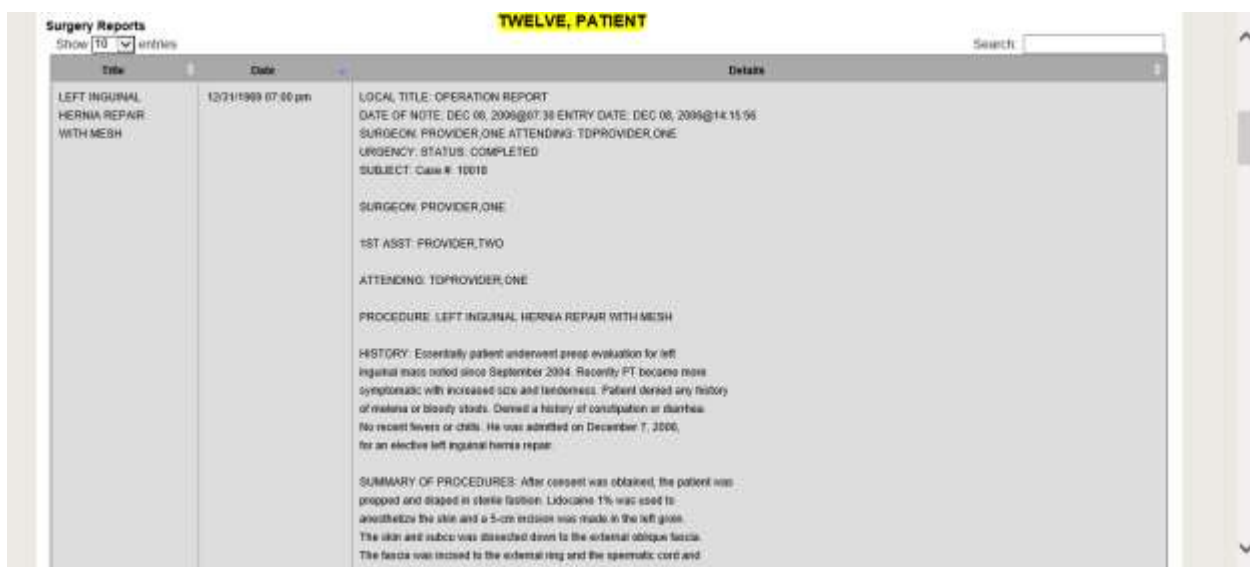 TWELVE, PATIENT
Surgery Reports
Show 10 entries
Search:
Title Date Details
LEFT INGUINAL
HERNIA REPAIR
WITH MESH
12/31/1969 07:00 pm
LOCAL TITLE: OPERATION REPORT
DATE OF NOTE: DEC 08, 2006@07:30 ENTRY DATE: DEC 08, 2006@14:15:56
SURGEON: PROVIDER,ONE ATTENDING: TDPROVIDER,ONE
URGENCY: STATUS: COMPLETED
SUBJECT: Case #: 10010
SURGEON: PROVIDER,ONE
1ST ASST: PROVIDER,TWO
ATTENDING: TDPROVIDER,ONE
PROCEDURE: LEFT INGUINAL HERNIA REPAIR WITH MESH
HISTORY: Essentially patient underwent preop evaluation for left
inguinal mass noted since September 2004. Recently PT became more
symptomatic with increased size and tenderness. Patient denied any history
of melena or bloody stools. Denied a history of constipation or diarrhea.
No recent fevers or chills. He was admitted on December 7, 2006,
for an elective left inguinal hernia repair.
SUMMARY OF PROCEDURES: After consent was obtained, the patient was
prepped and draped in sterile fashion. Lidocaine 1% was used to
anesthetize the skin and a 5-cm incision was made in the left groin.
The skin and subcu was dissected down to the external oblique fascia.
The fascia was incised to the external ring and the spermatic cord and